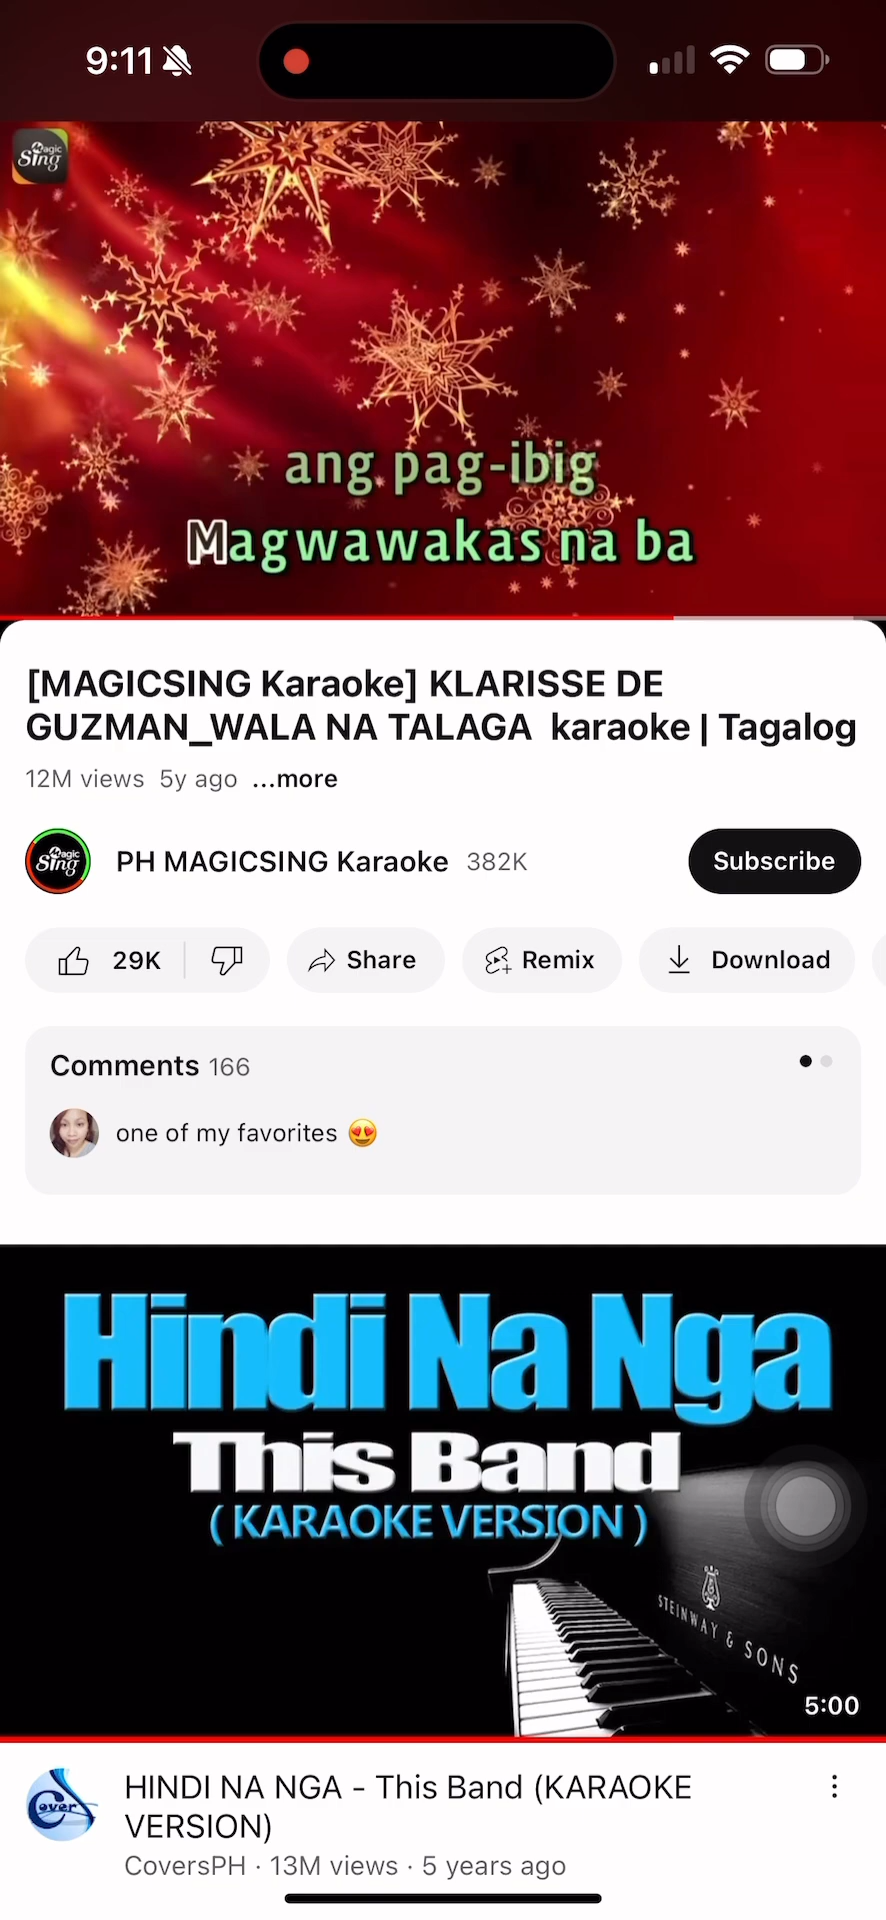 9:11
Magic
Sing
ang pag-ibig
Magwawakas na ba
[MAGICSING Karaoke] KLARISSE DE
GUZMAN_WALA NA TALAGA karaoke | Tagalog
12M views 5y ago ...more
Magic
Sing
PH MAGICSING Karaoke 382K
Subscribe
29K
Share
Remix
Download
Comments 166
one of my favorites 😍
Hindi Na Nga
This Band
( KARAOKE VERSION )
STEINWAY & SONS
5:00
Cover
HINDI NA NGA - This Band (KARAOKE
VERSION)
CoversPH · 13M views · 5 years ago